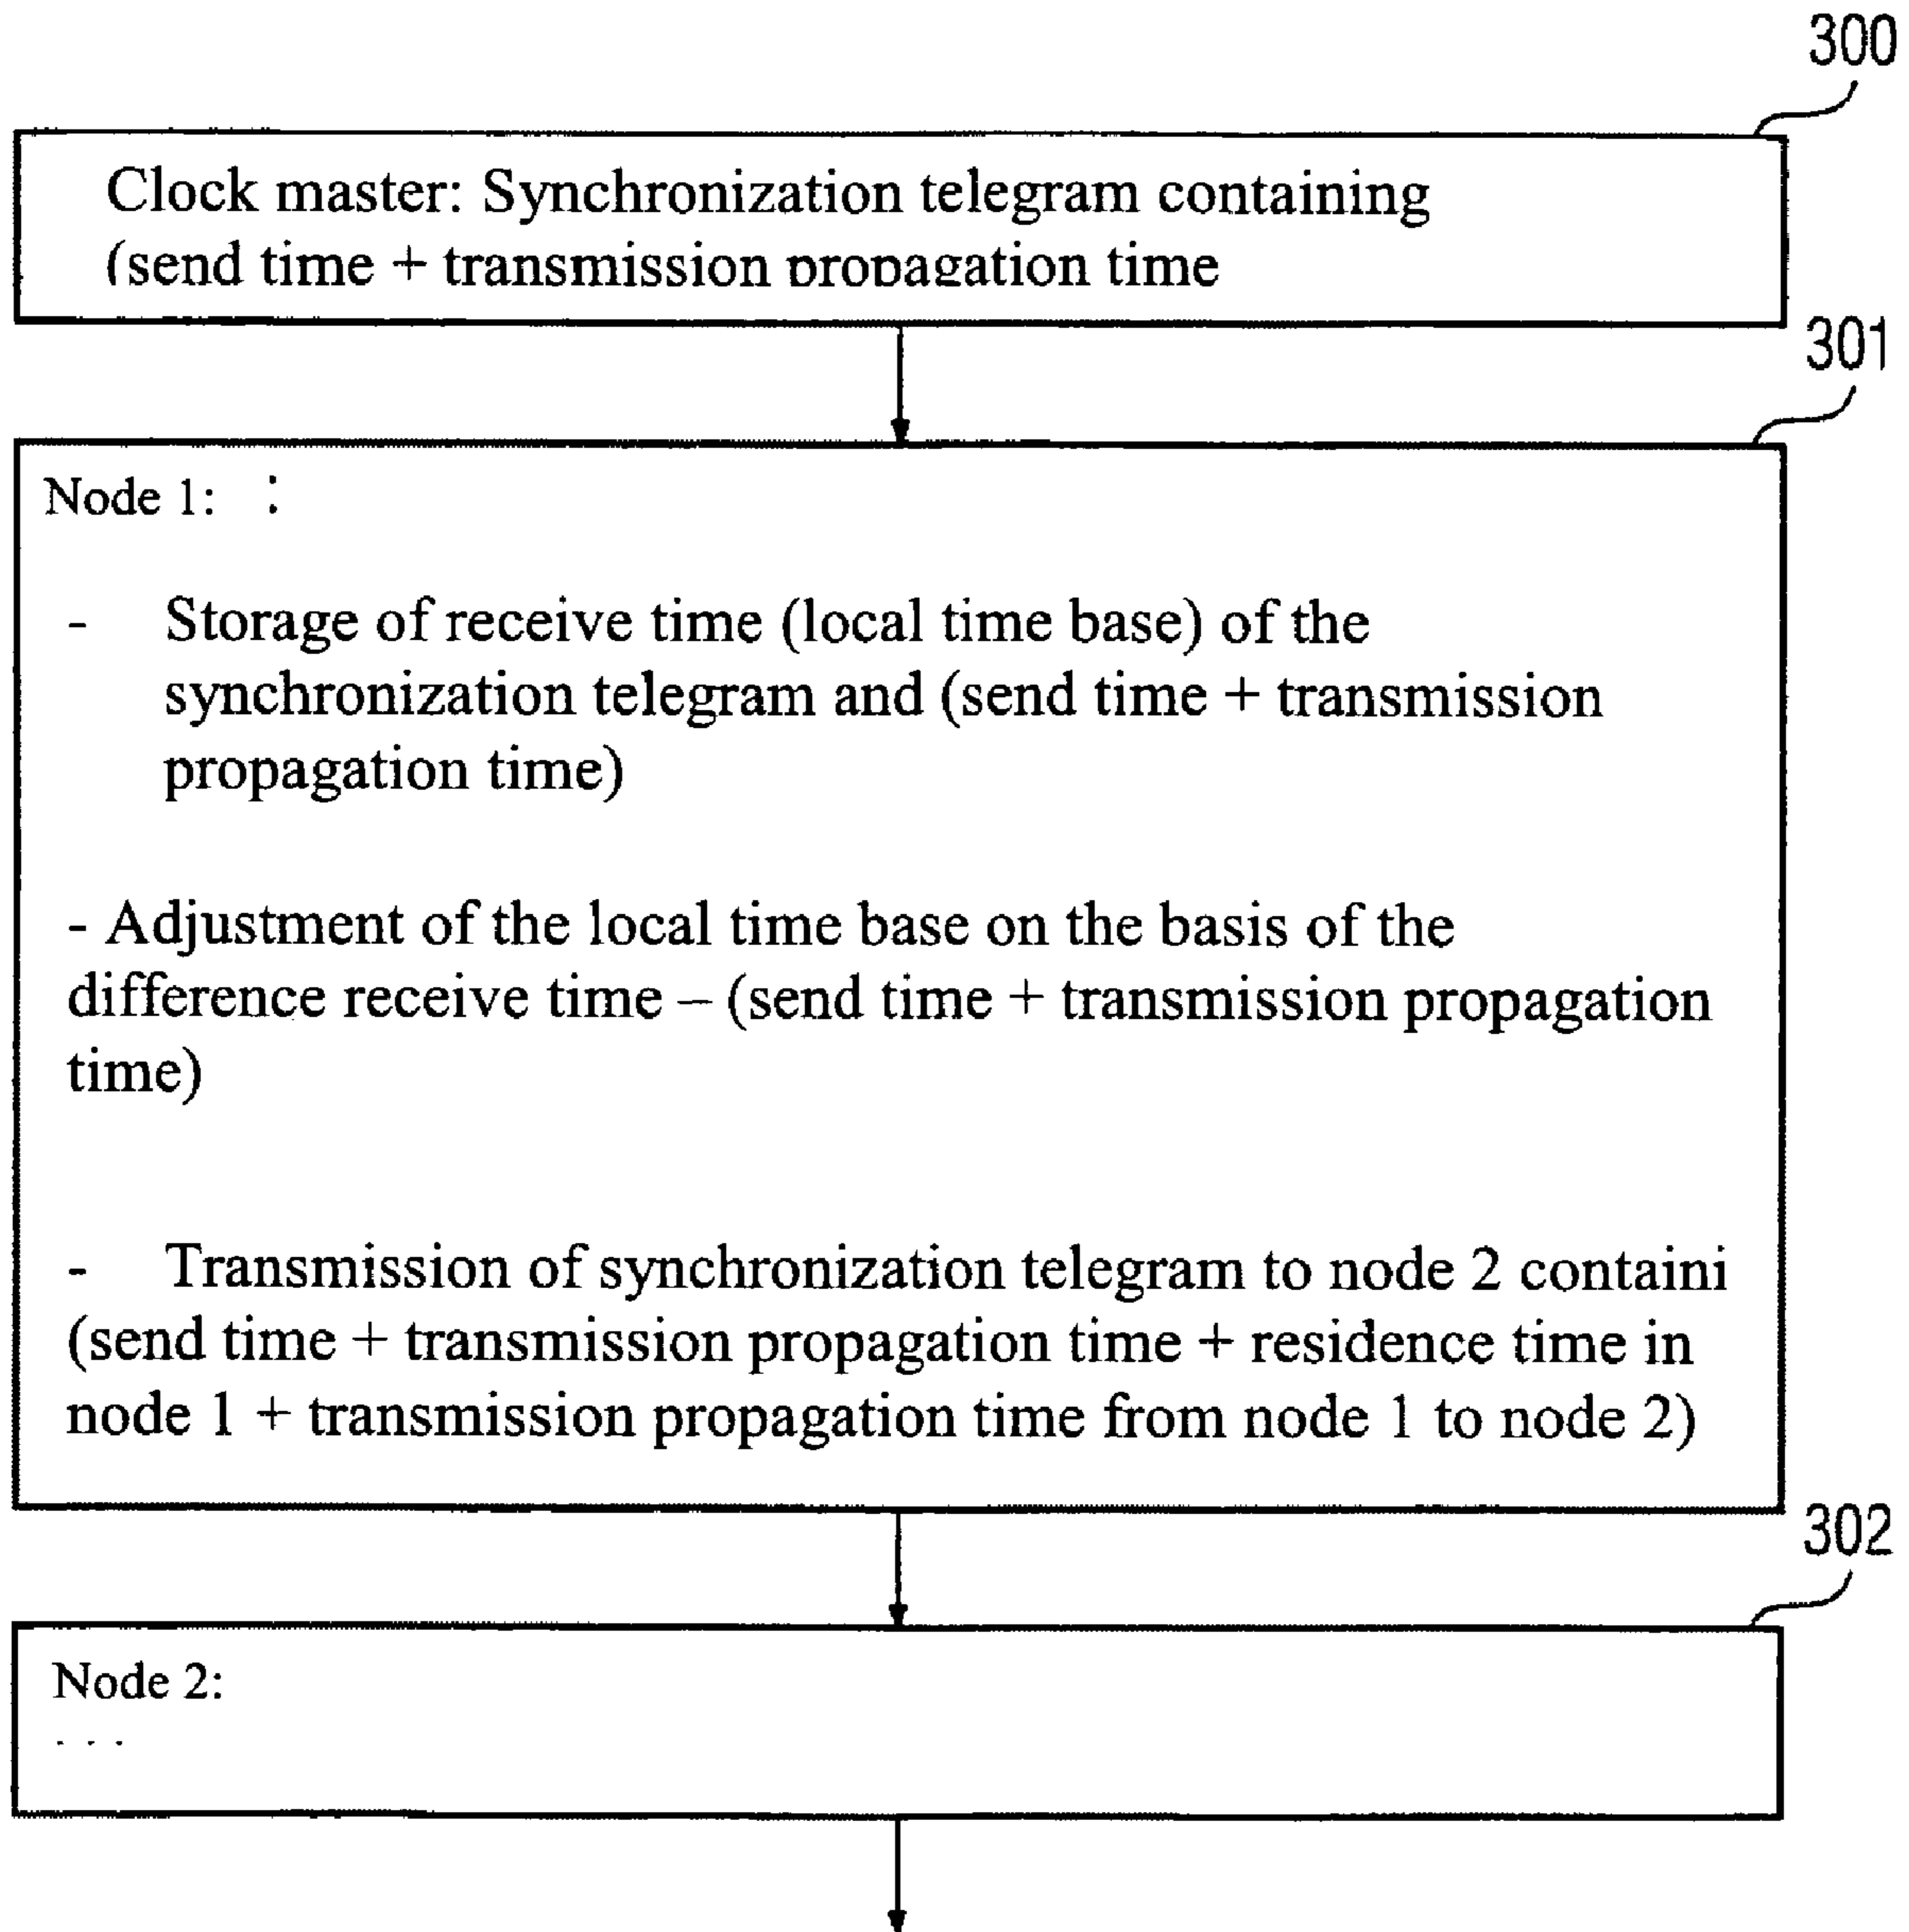 300
Clock master: Synchronization telegram containing
(send time + transmission propagation time
301
Node 1: :
- Storage of receive time (local time base) of the
synchronization telegram and (send time + transmission
propagation time)
- Adjustment of the local time base on the basis of the
difference receive time – (send time + transmission propagation
time)
- Transmission of synchronization telegram to node 2 containi
(send time + transmission propagation time + residence time in
node 1 + transmission propagation time from node 1 to node 2)
302
Node 2:
. . .